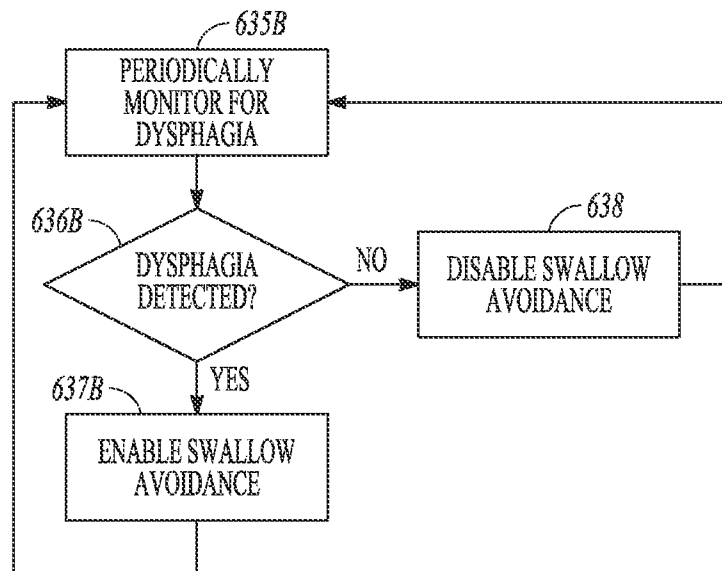 635B
PERIODICALLY
MONITOR FOR
DYSPHAGIA
636B
DYSPHAGIA
DETECTED?
NO
638
DISABLE SWALLOW
AVOIDANCE
YES
637B
ENABLE SWALLOW
AVOIDANCE